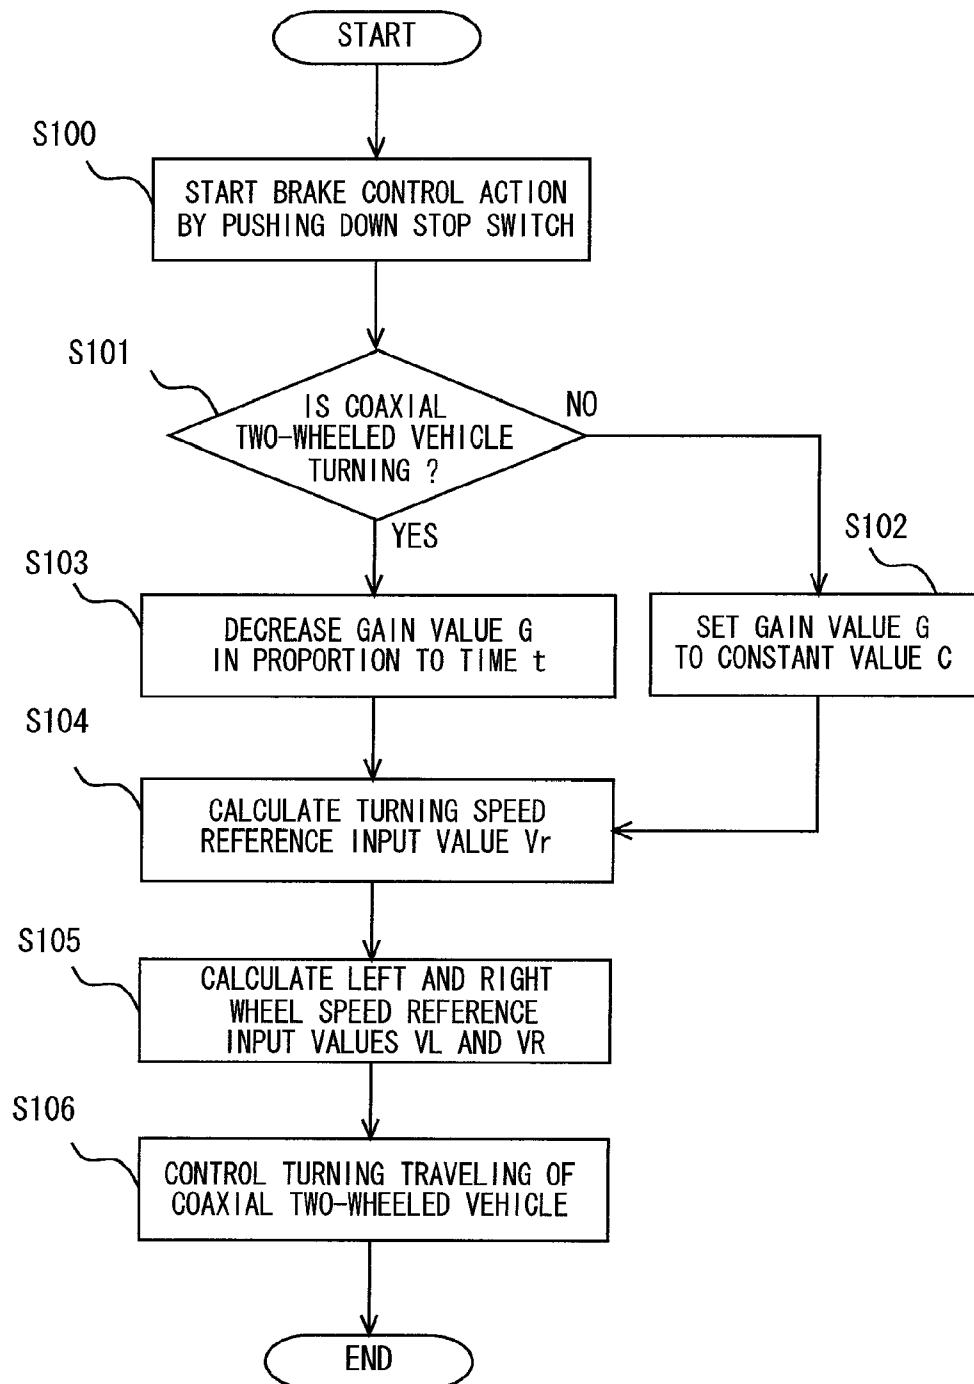 START
S100
START BRAKE CONTROL ACTION
BY PUSHING DOWN STOP SWITCH
S101
IS COAXIAL
TWO-WHEELED VEHICLE
TURNING ?
NO
YES
S102
SET GAIN VALUE G
TO CONSTANT VALUE C
S103
DECREASE GAIN VALUE G
IN PROPORTION TO TIME t
S104
CALCULATE TURNING SPEED
REFERENCE INPUT VALUE Vr
S105
CALCULATE LEFT AND RIGHT
WHEEL SPEED REFERENCE
INPUT VALUES VL AND VR
S106
CONTROL TURNING TRAVELING OF
COAXIAL TWO-WHEELED VEHICLE
END